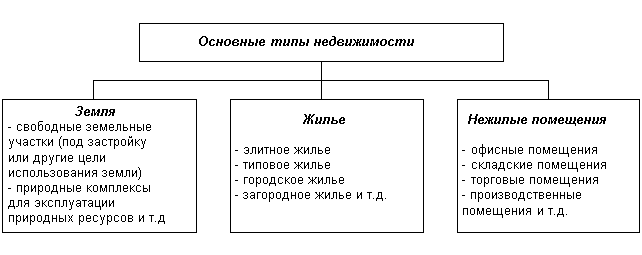 Основные типы недвижимости
Земля
- свободные земельные
участки (под застройку
или другие цели
использования земли)
- природные комплексы
для эксплуатации
природных ресурсов и т.д
Жилье
- элитное жилье
- типовое жилье
- городское жилье
- загородное жилье и т.д.
Нежилые помещения
- офисные помещения
- складские помещения
- торговые помещения
- производственные
помещения и т.д.